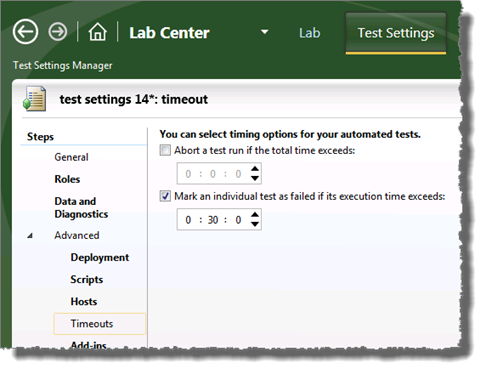 Lab Center
Lab
Test Settings
Test Settings Manager
test settings 14*: timeout
Steps
General
Roles
Data and
Diagnostics
Advanced
Deployment
Scripts
Hosts
Timeouts
Add-ins
You can select timing options for your automated tests.
Abort a test run if the total time exceeds:
0 : 0 : 0
Mark an individual test as failed if its execution time exceeds:
0 : 30 : 0